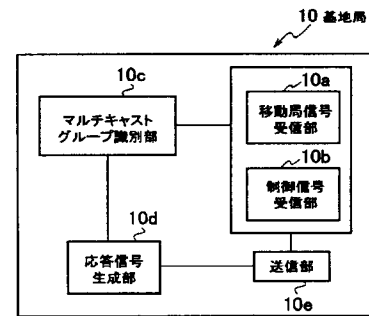 10 基地局
10c
マルチキャスト
グループ識別部
10a
移動局信号
受信部
10b
制御信号
受信部
10d
応答信号
生成部
送信部
10e